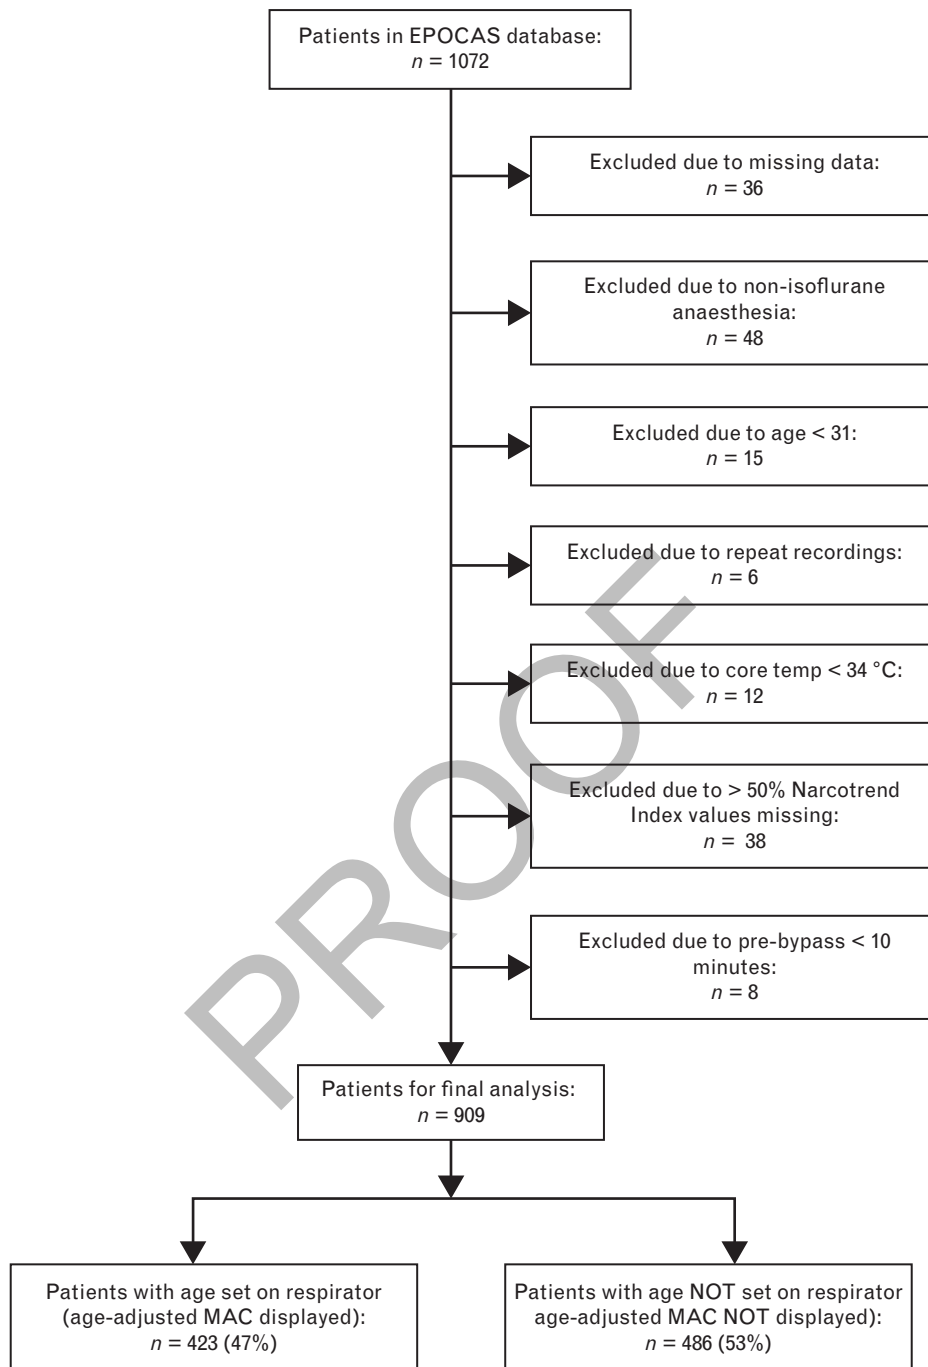 Patients in EPOCAS database:
n = 1072
Excluded due to missing data:
n = 36
Excluded due to non-isoflurane
anaesthesia:
n = 48
Excluded due to age < 31:
n = 15
Excluded due to repeat recordings:
n = 6
Excluded due to core temp < 34 °C:
n = 12
Excluded due to > 50% Narcotrend
Index values missing:
n = 38
Excluded due to pre-bypass < 10
minutes:
n = 8
PROOF
Patients for final analysis:
n = 909
Patients with age set on respirator
(age-adjusted MAC displayed):
n = 423 (47%)
Patients with age NOT set on respirator
age-adjusted MAC NOT displayed):
n = 486 (53%)